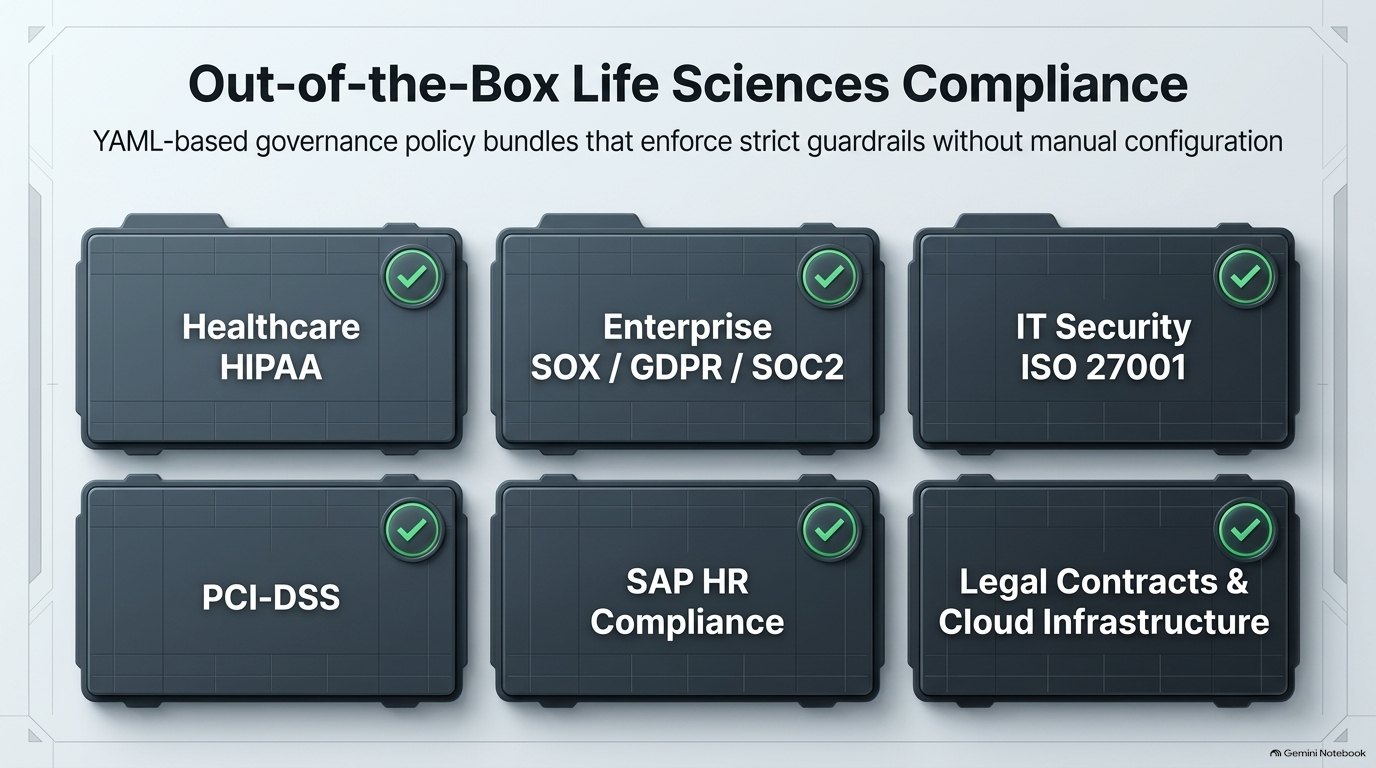 Out-of-the-Box Life Sciences Compliance
YAML-based governance policy bundles that enforce strict guardrails without manual configuration
Healthcare
HIPAA
Enterprise
SOX / GDPR / SOC2
IT Security
ISO 27001
PCI-DSS
SAP HR
Compliance
Legal Contracts &
Cloud Infrastructure
Gemini Notebook